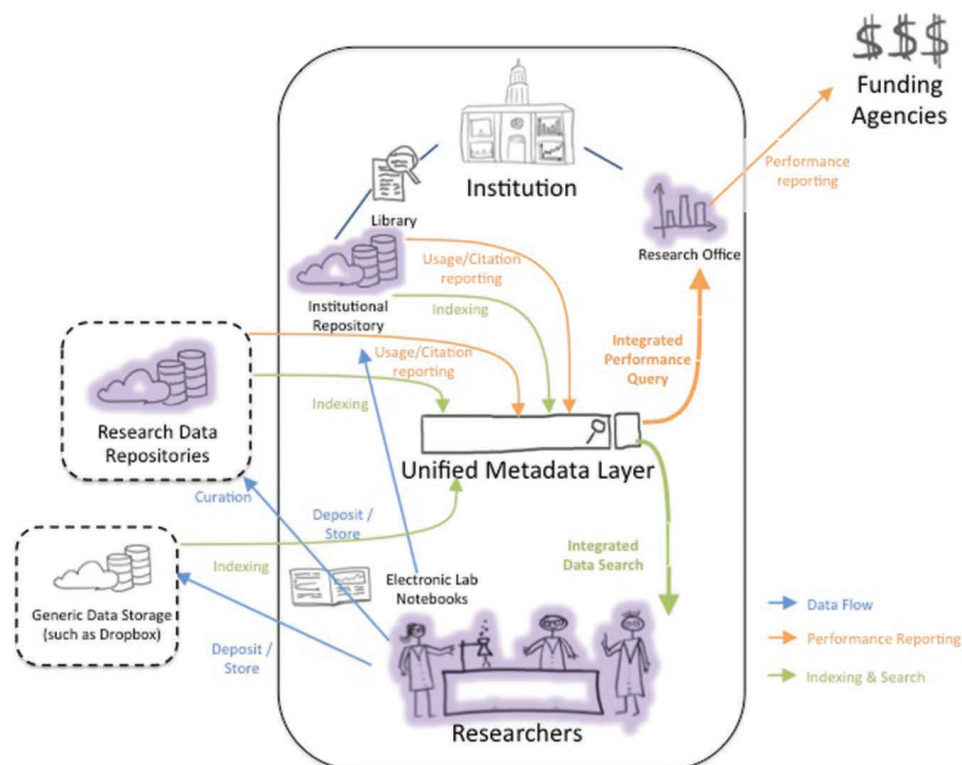 $$$
Funding
Agencies
Performance
reporting
Institution
Library
Research Office
Usage/Citation
reporting
Institutional
Repository
Indexing
Integrated
Performance
Query
Usage/Citation
reporting
Indexing
Research Data
Repositories
Unified Metadata Layer
Curation
Deposit /
Store
Integrated
Data Search
Indexing
Electronic Lab
Notebooks
Generic Data Storage
(such as Dropbox)
Deposit /
Store
Data Flow
Performance Reporting
Indexing & Search
Researchers